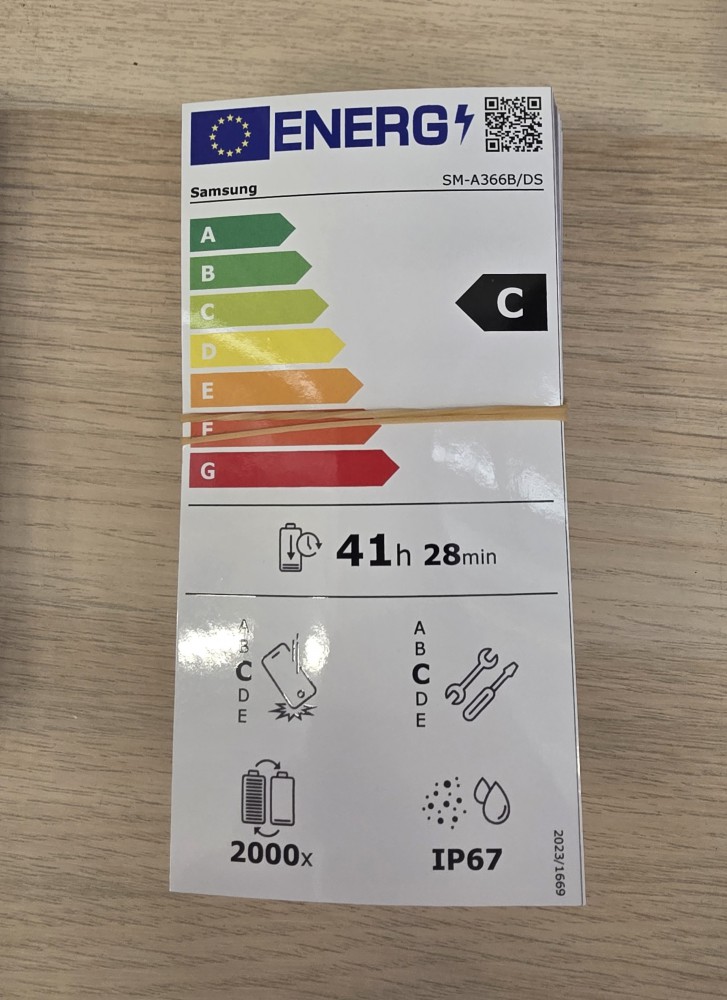 ENERG
Samsung
SM-A366B/DS
A
B
C
C
D
E
F
G
41h 28min
A
B
C
D
E
A
B
C
D
E
2000x
IP67
2023/1669